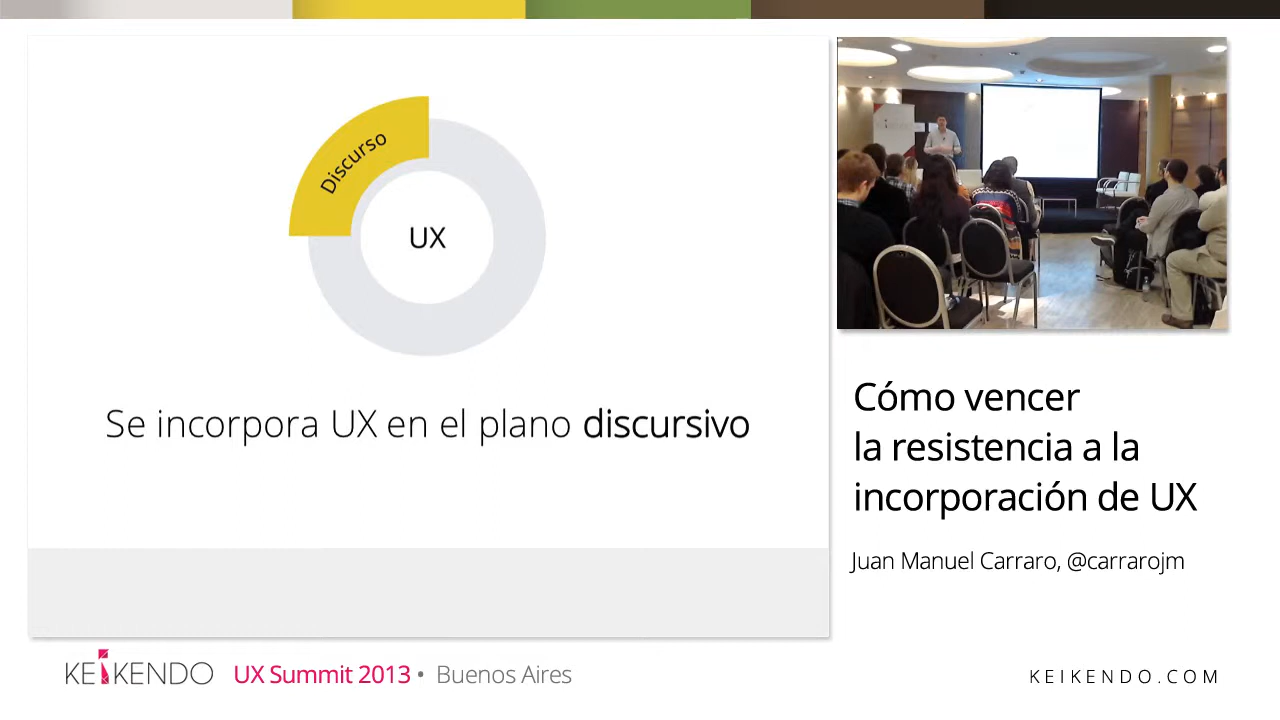 Discurso
UX
Se incorpora UX en el plano discursivo
Cómo vencer
la resistencia a la
incorporación de UX
Juan Manuel Carraro, @carrarojm
KEIKENDO UX Summit 2013 • Buenos Aires
KEIKENDO.COM